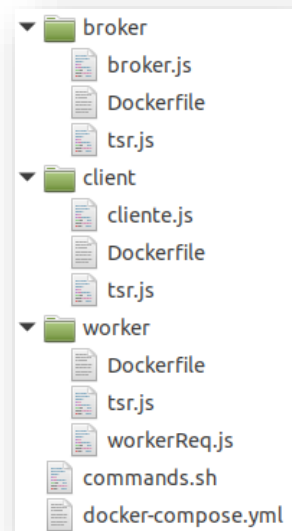 broker
broker.js
Dockerfile
tsr.js
client
cliente.js
Dockerfile
tsr.js
worker
Dockerfile
tsr.js
workerReq.js
commands.sh
docker-compose.yml